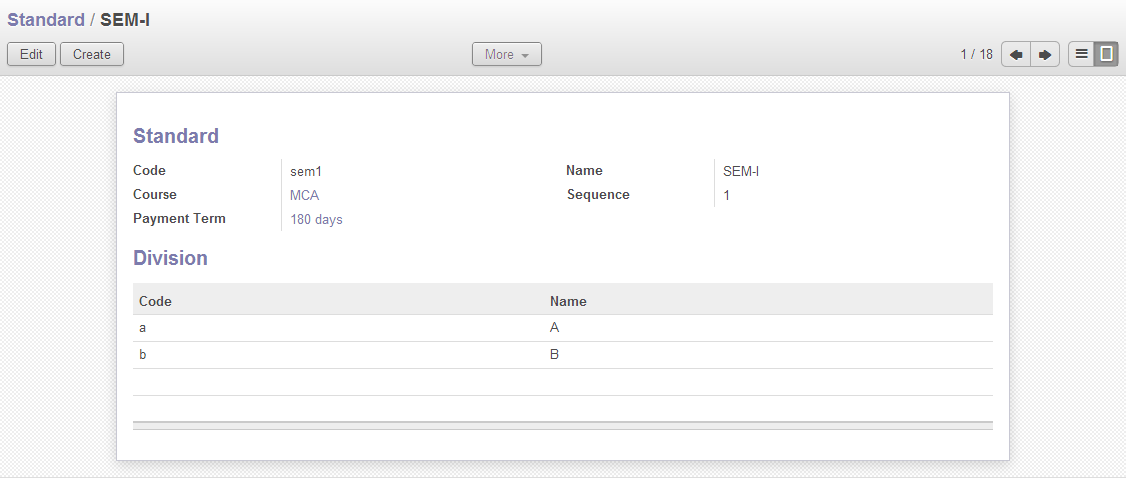 Standard / SEM-I
Edit Create More 1 / 18
Standard
Code sem1 Name SEM-I
Course MCA Sequence 1
Payment Term 180 days
Division
Code Name
a A
b B